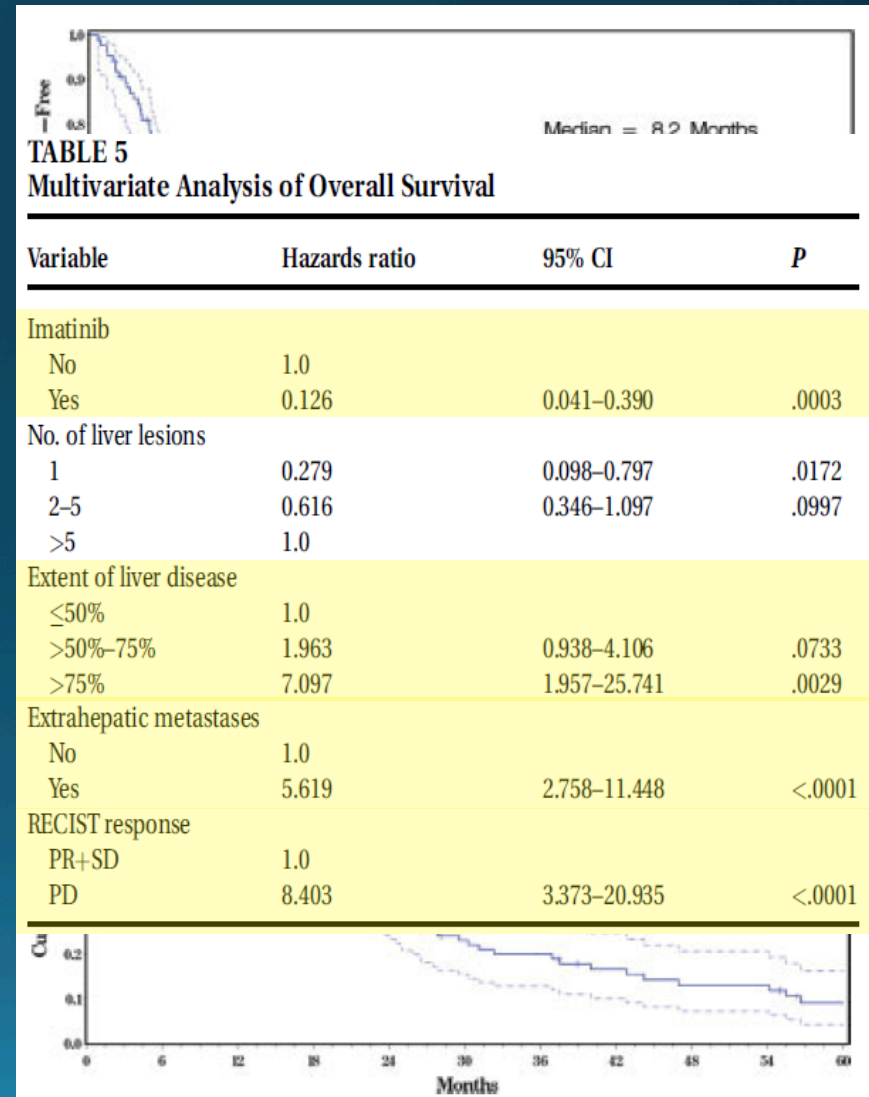 1.0
0.9
0.8
—Free
Median = 8.2 Months
TABLE 5
Multivariate Analysis of Overall Survival
Variable Hazards ratio 95% CI P
Imatinib
No 1.0
Yes 0.126 0.041–0.390 .0003
No. of liver lesions
1 0.279 0.098–0.797 .0172
2–5 0.616 0.346–1.097 .0997
>5 1.0
Extent of liver disease
≤50% 1.0
>50%–75% 1.963 0.938–4.106 .0733
>75% 7.097 1.957–25.741 .0029
Extrahepatic metastases
No 1.0
Yes 5.619 2.758–11.448 <.0001
RECIST response
PR+SD 1.0
PD 8.403 3.373–20.935 <.0001
Cu
0.2
0.1
0.0
0 6 12 18 24 30 36 42 48 54 60
Months